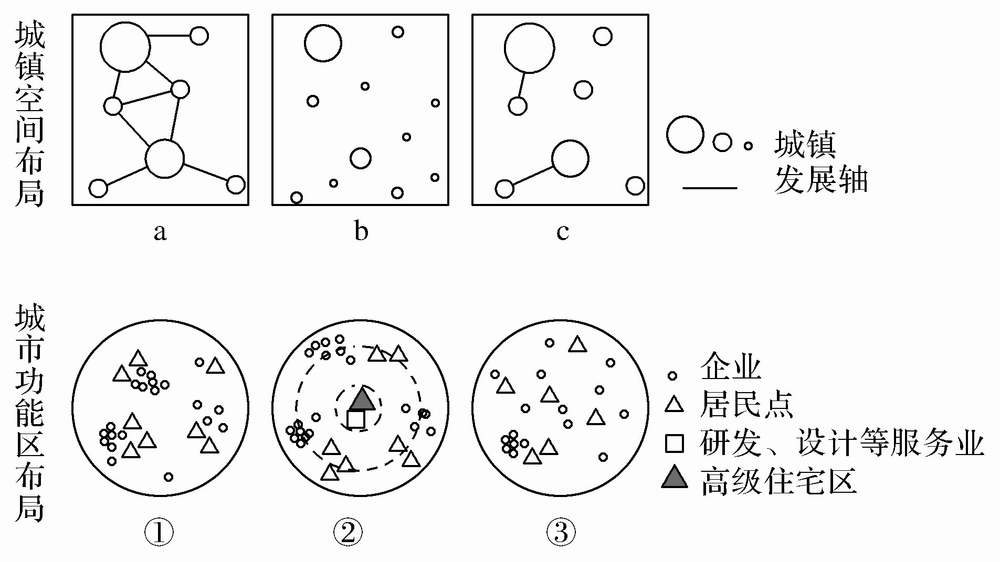 城镇空间布局
a
b
c
城镇
发展轴
城市功能区布局
企业
居民点
研发、设计等服务业
高级住宅区
①
②
③